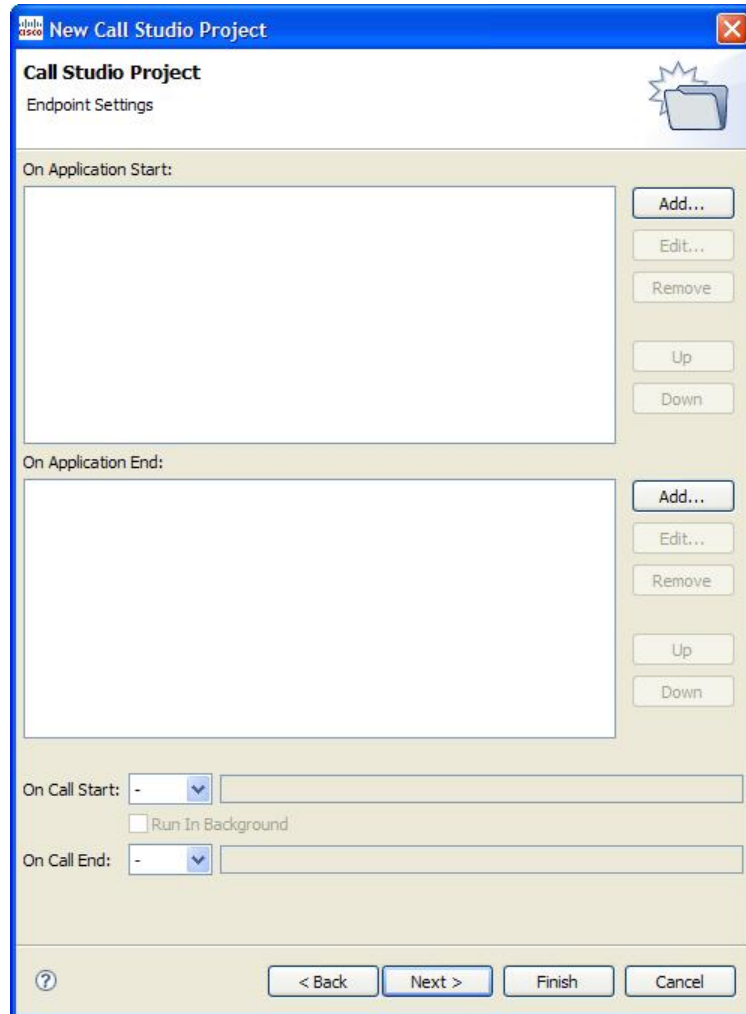 cisco New Call Studio Project
Call Studio Project
Endpoint Settings
On Application Start:
Add...
Edit...
Remove
Up
Down
On Application End:
Add...
Edit...
Remove
Up
Down
On Call Start: -
Run In Background
On Call End: -
? < Back Next > Finish Cancel